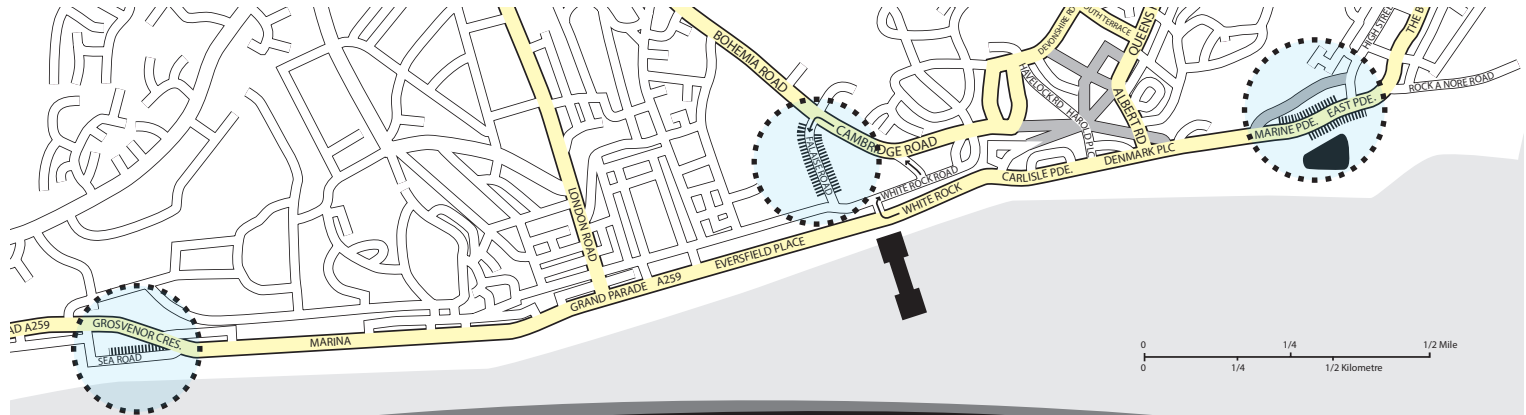 BOHEMIA ROAD
DEVONSHIRE RD
SOUTH TERRACE
QUEENS
HIGH STREET
THE B
ROCK A NORE ROAD
HAVELOCK RD.
HAROLD PLC
ALBERT RD
MARINE PDE.
EAST PDE.
CAMBRIDGE ROAD
FALAISE ROAD
WHITE ROCK ROAD
WHITE ROCK
CARLISLE PDE.
DENMARK PLC
LONDON ROAD
EVERSFIELD PLACE
GRAND PARADE
A259
AD A259
GROSVENOR CRES.
SEA ROAD
MARINA
0
1/4
1/2 Mile
0
1/4
1/2 Kilometre